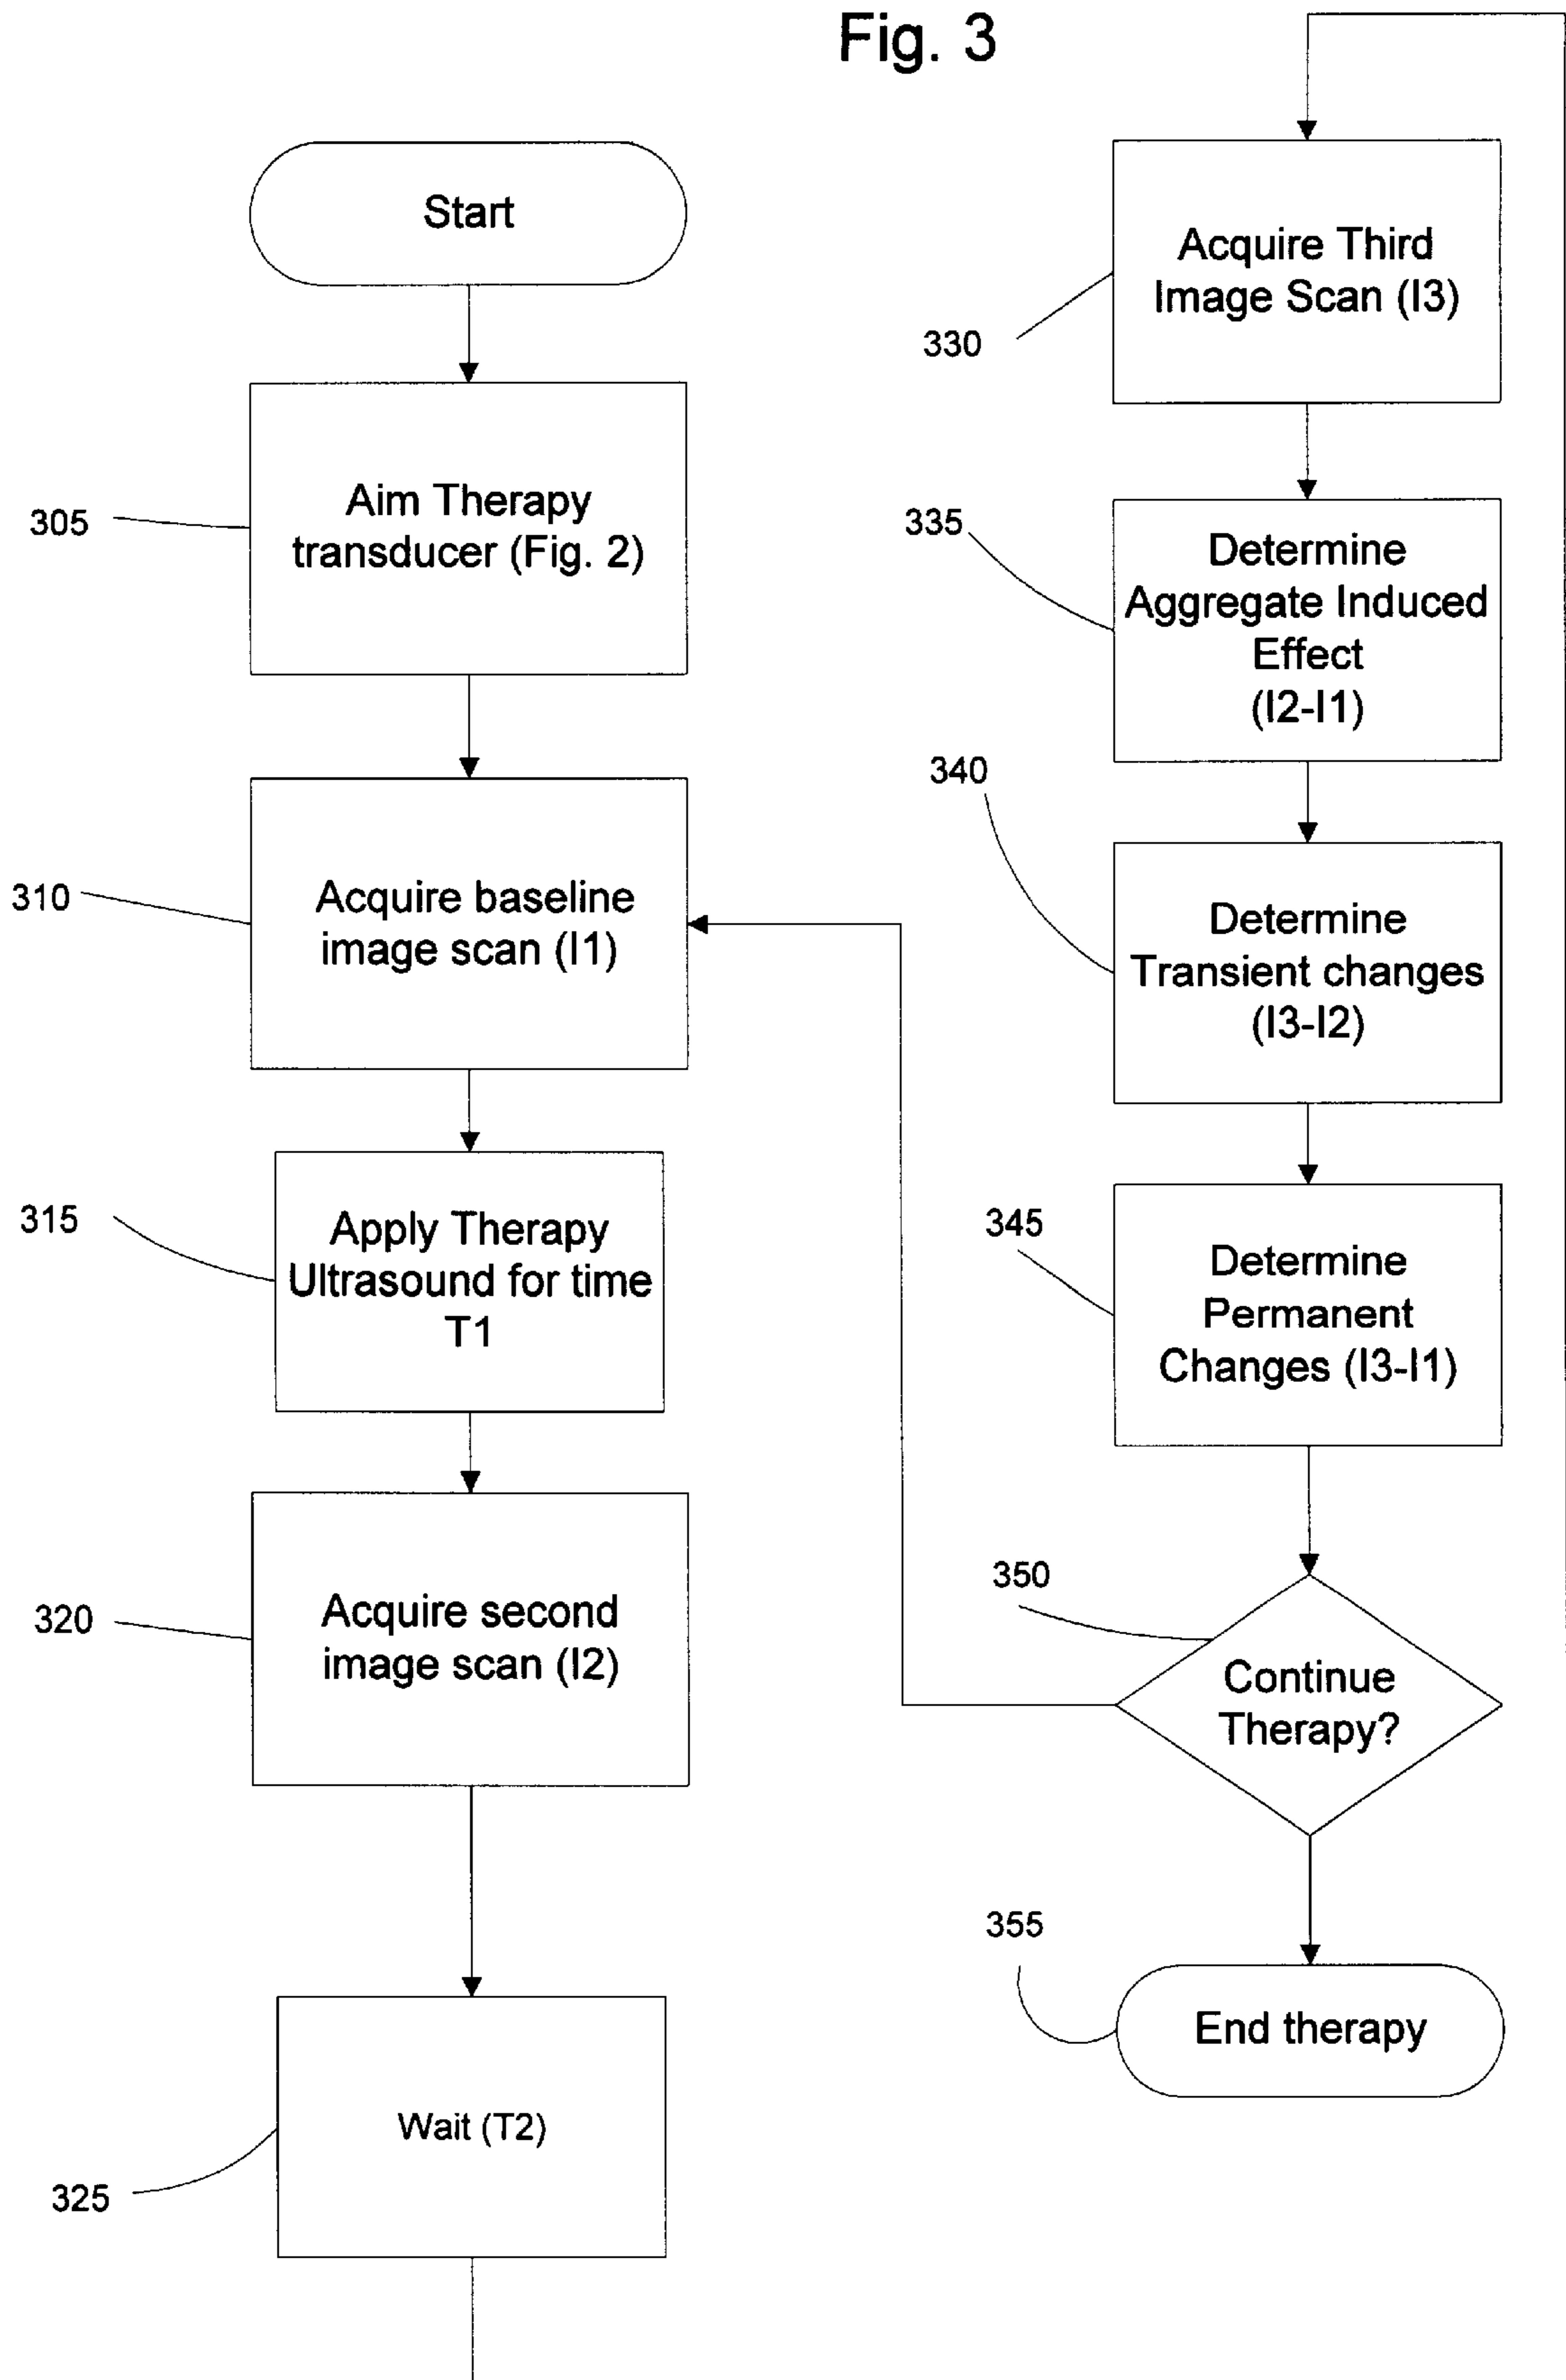 Fig. 3
Start
305
Aim Therapy
transducer (Fig. 2)
310
Acquire baseline
image scan (I1)
315
Apply Therapy
Ultrasound for time
T1
320
Acquire second
image scan (I2)
325
Wait (T2)
330
Acquire Third
Image Scan (I3)
335
Determine
Aggregate Induced
Effect
(I2-I1)
340
Determine
Transient changes
(I3-I2)
345
Determine
Permanent
Changes (I3-I1)
350
Continue
Therapy?
355
End therapy